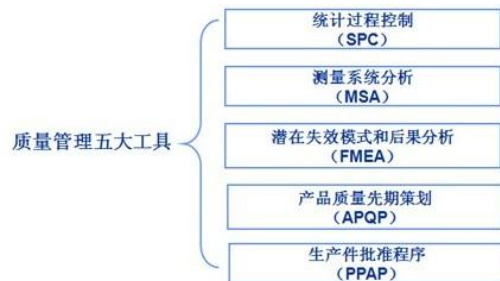 统计过程控制
（SPC）
测量系统分析
（MSA）
质量管理五大工具
潜在失效模式和后果分析
（FMEA）
产品质量先期策划
（APQP）
生产件批准程序
（PPAP）